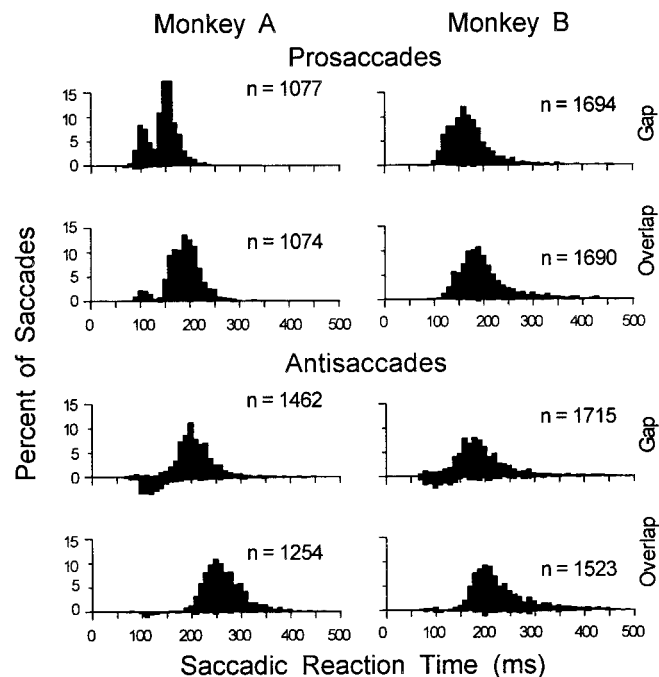 Monkey A Monkey B
Prosaccades
15
10
5
0
n = 1077
n = 1694
Gap
15
10
5
0
n = 1074
n = 1690
Overlap
0 100 200 300 400 500
0 100 200 300 400 500
Antisaccades
15
10
5
0
n = 1462
n = 1715
Gap
15
10
5
0
n = 1254
n = 1523
Overlap
0 100 200 300 400 500
0 100 200 300 400 500
Percent of Saccades
Saccadic Reaction Time (ms)